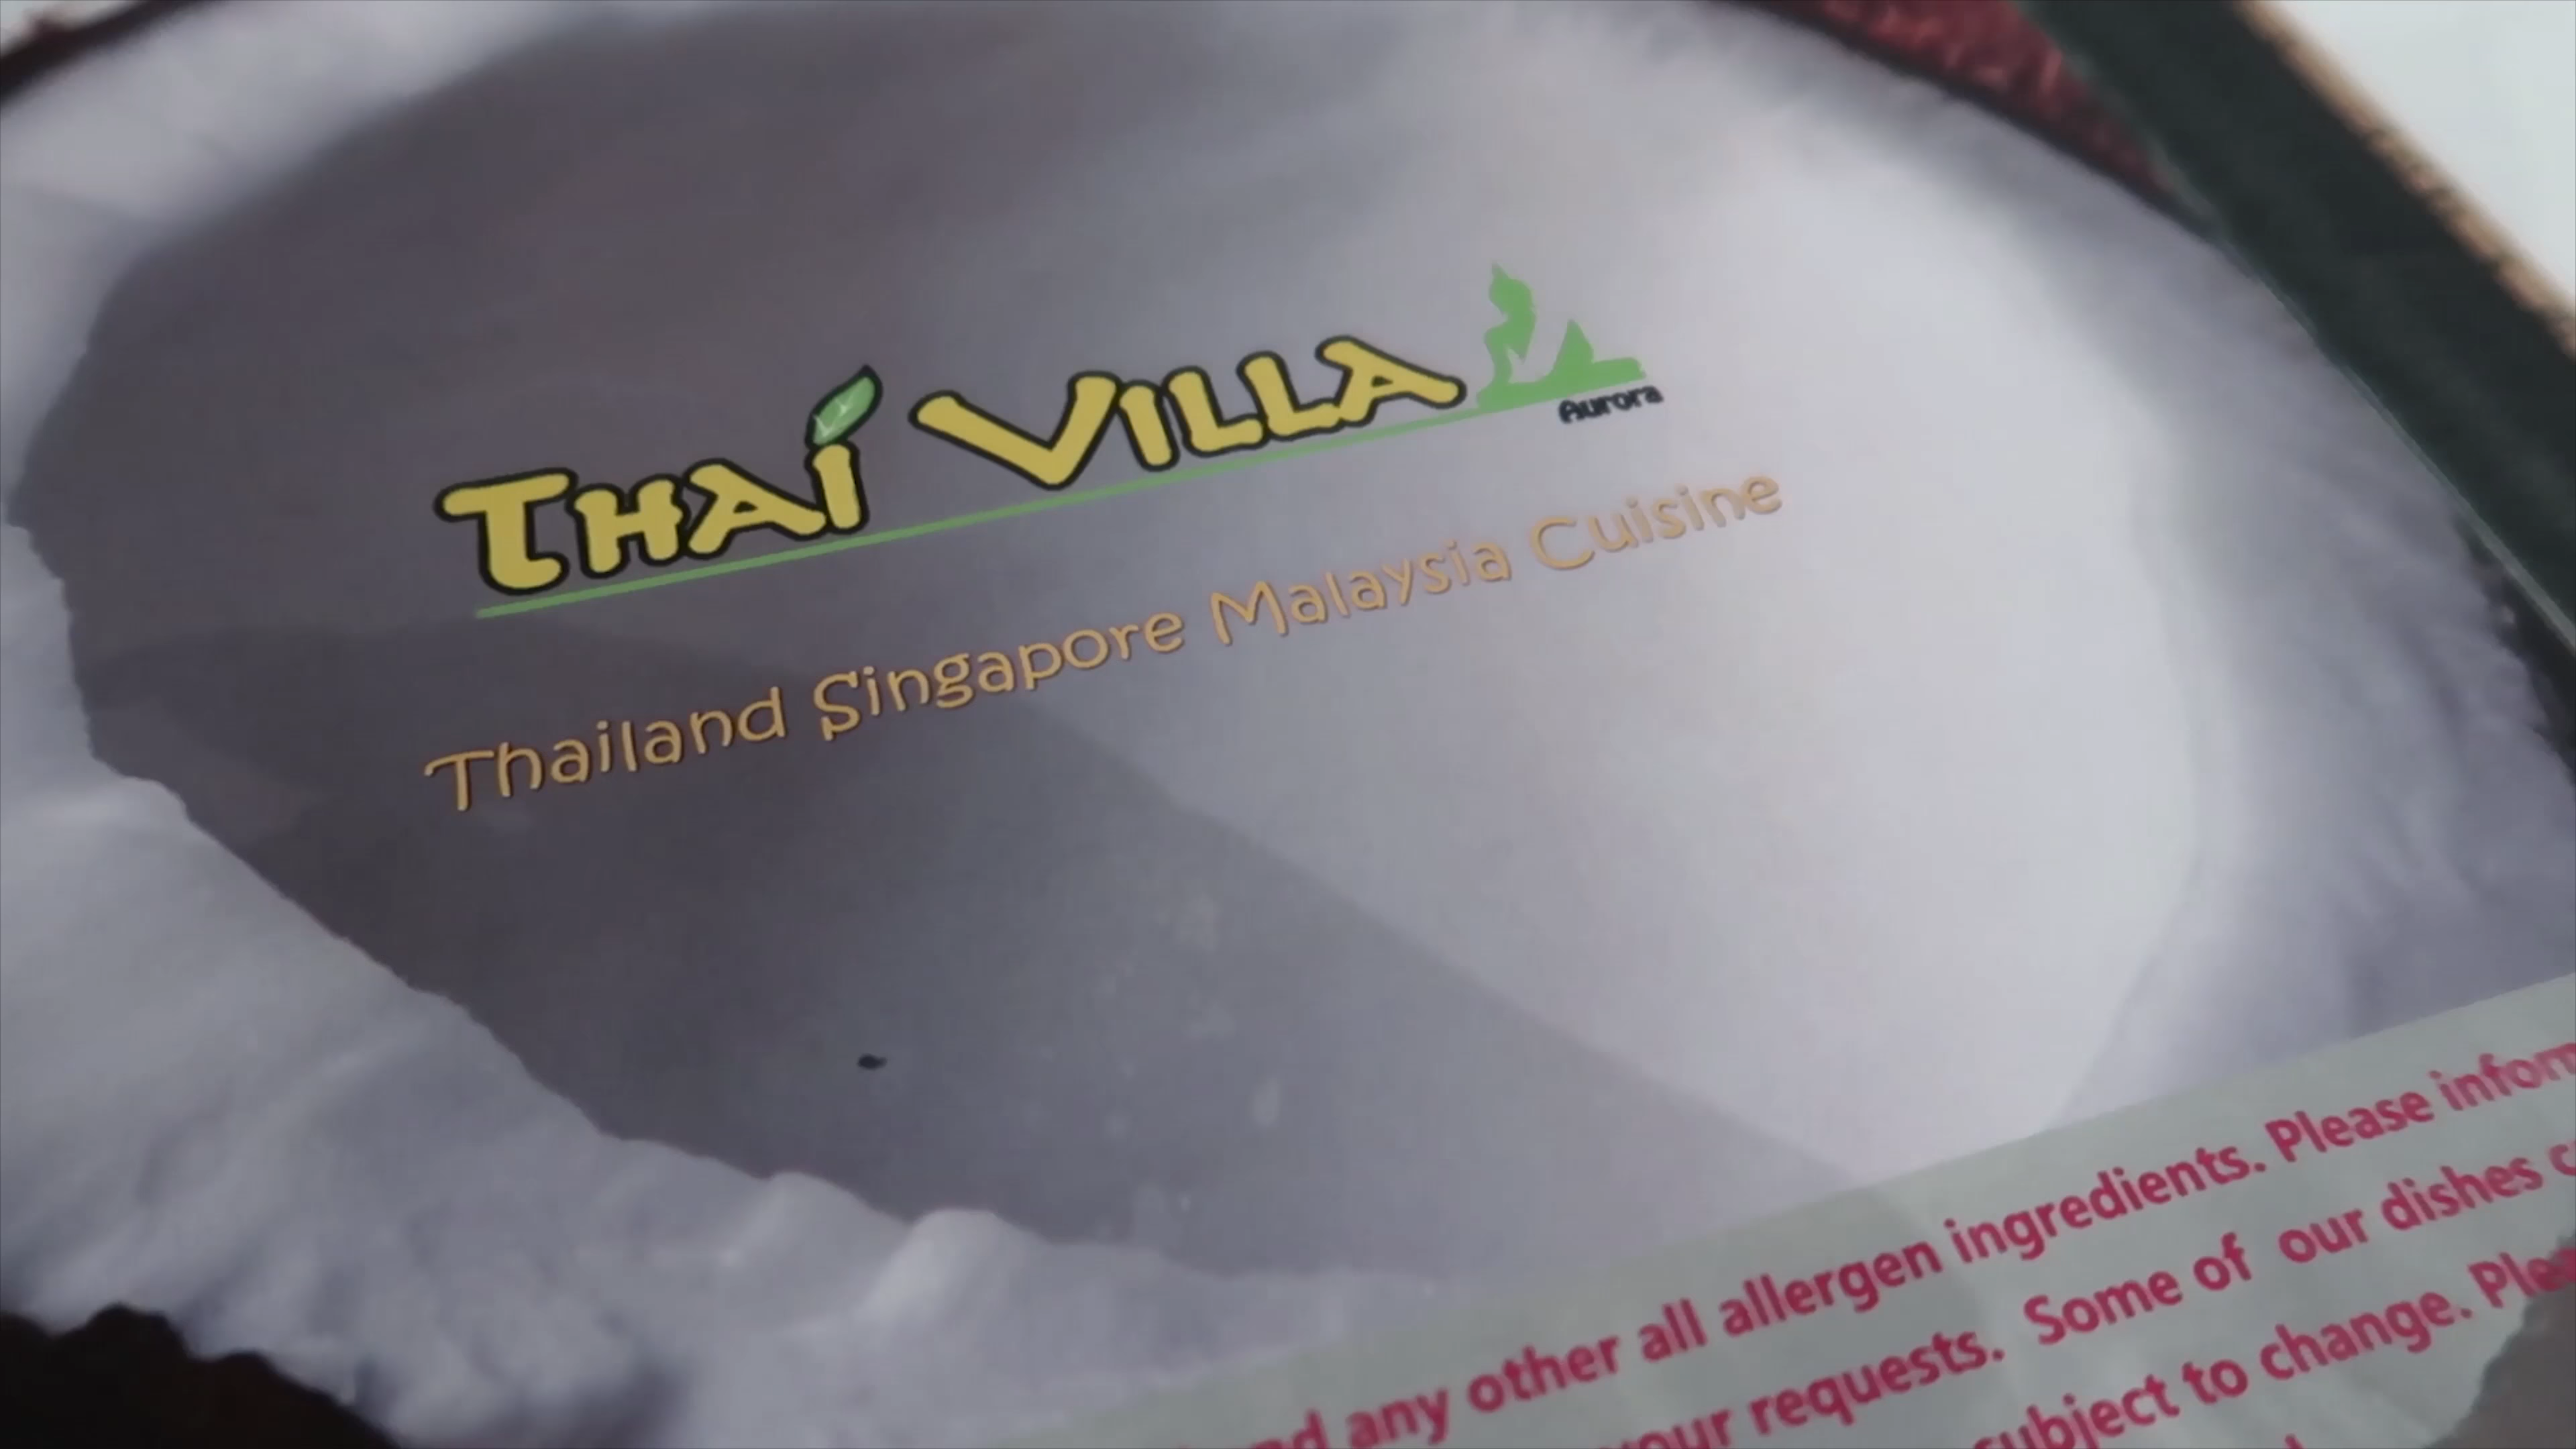 THAI VILLA
Aurora
Thailand Singapore Malaysia Cuisine
any other all allergen ingredients. Please
your requests. Some of our dishes
subject to change.